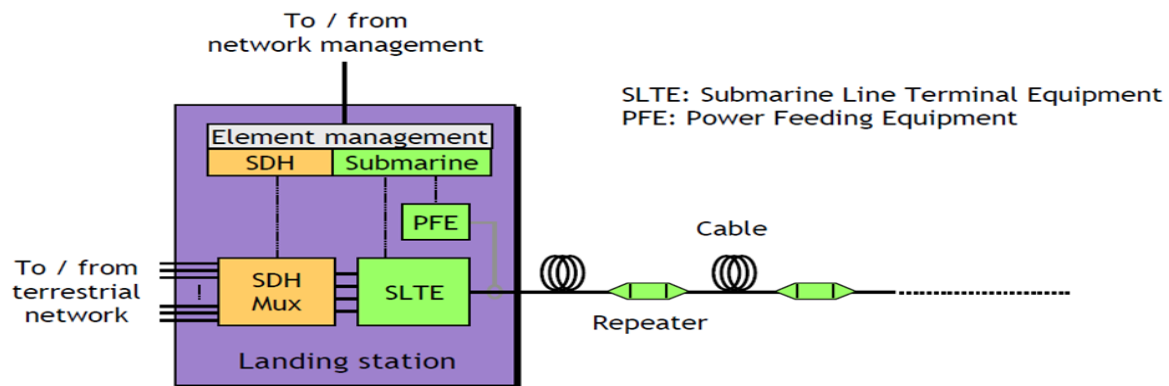 To / from
network management
SLTE: Submarine Line Terminal Equipment
PFE: Power Feeding Equipment
Element management
SDH
Submarine
PFE
Cable
To / from
terrestrial
network
SDH
Mux
SLTE
Repeater
Landing station